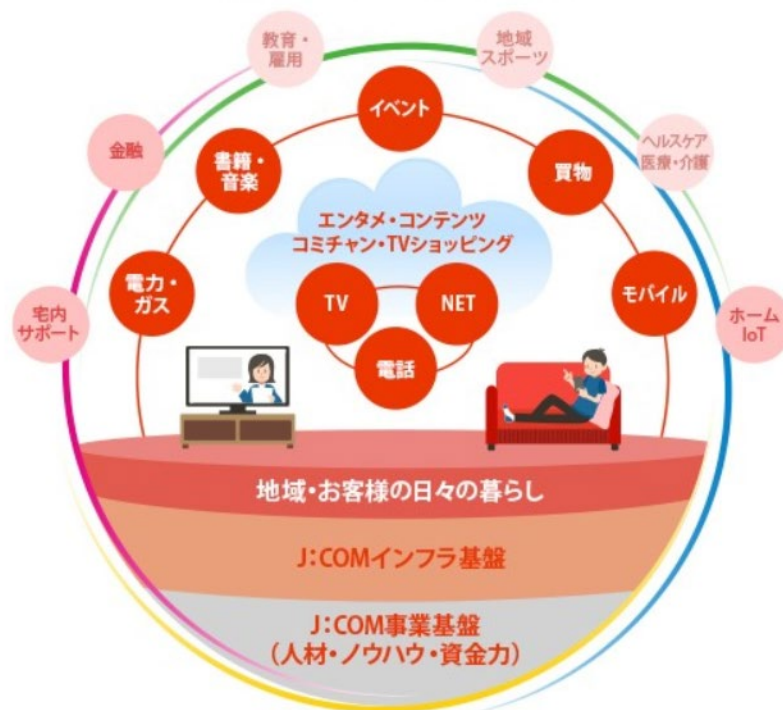 教育・
雇用
地域
スポーツ
金融
ヘルスケア
医療・介護
宅内
サポート
ホーム
IoT
イベント
書籍・
音楽
買物
電力・
ガス
モバイル
エンタメ・コンテンツ
コミチャン・TVショッピング
TV
NET
電話
地域・お客様の日々の暮らし
J:COMインフラ基盤
J:COM事業基盤
(人材・ノウハウ・資金力)